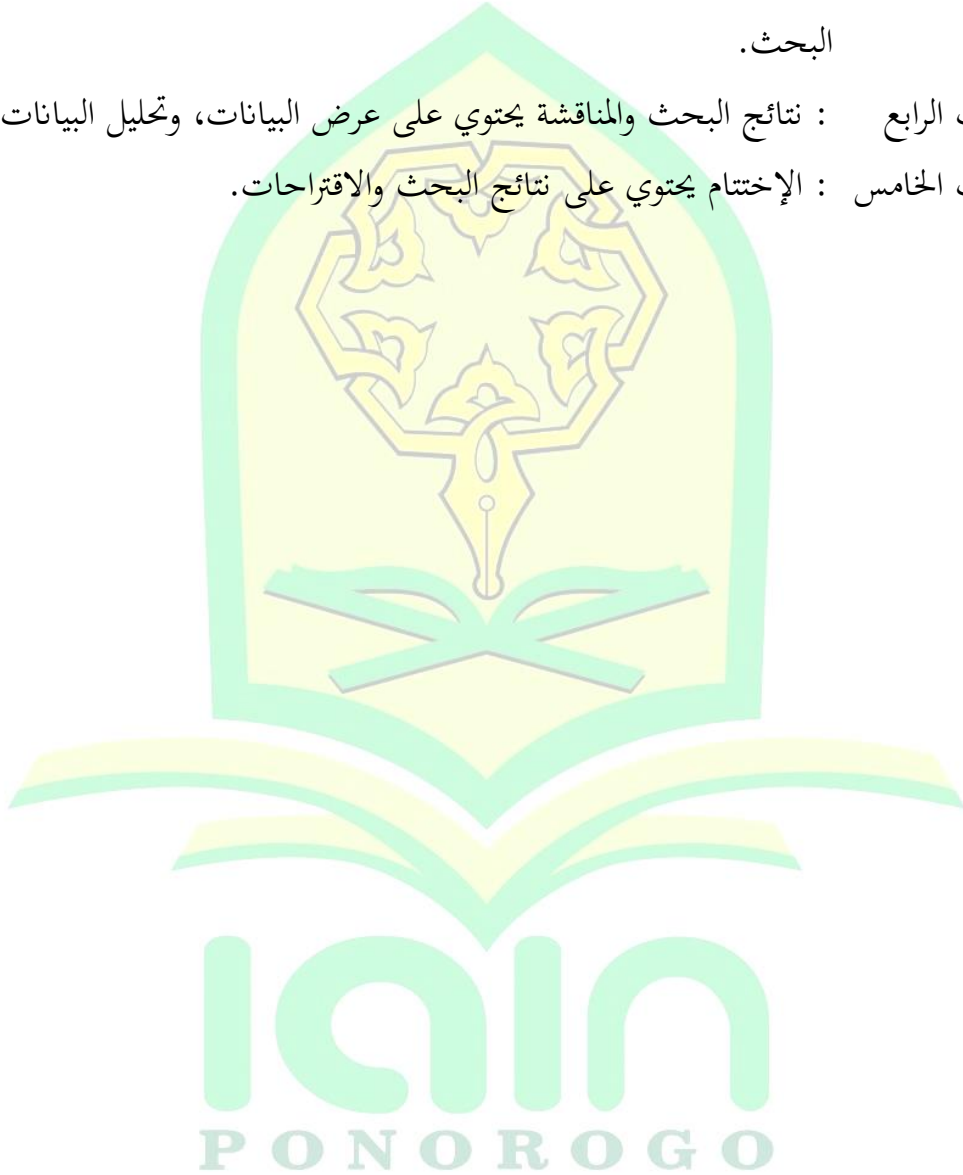 البحث.
الرابع : نتائج البحث والمناقشة يحتوي على عرض البيانات، وتحليل البيانات
الخامس : الإختتام يحتوي على نتائج البحث والاقتراحات.
iain
PONOROGO